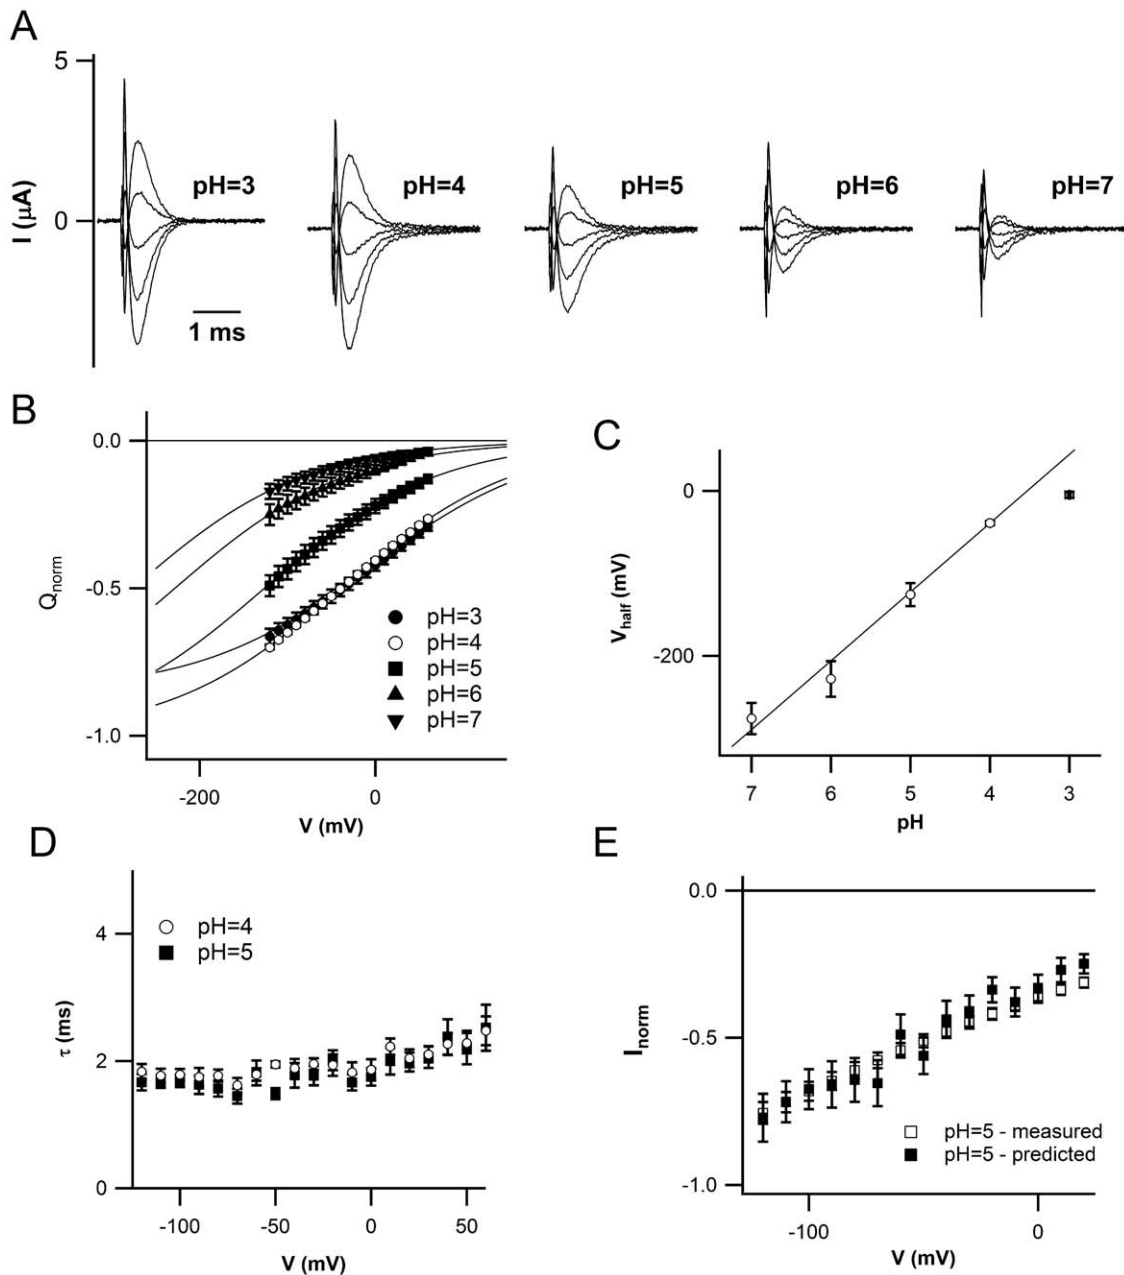 A
5
I (μA)
0
pH=3
pH=4
pH=5
pH=6
pH=7
1 ms
B
0.0
-0.5
-1.0
Qnorm
pH=3
pH=4
pH=5
pH=6
pH=7
-200
0
V (mV)
C
0
-200
Vhalf (mV)
7
6
5
4
3
pH
D
4
2
0
τ (ms)
pH=4
pH=5
-100
-50
0
50
V (mV)
E
0.0
-0.5
-1.0
Inorm
pH=5 - measured
pH=5 - predicted
-100
0
V (mV)